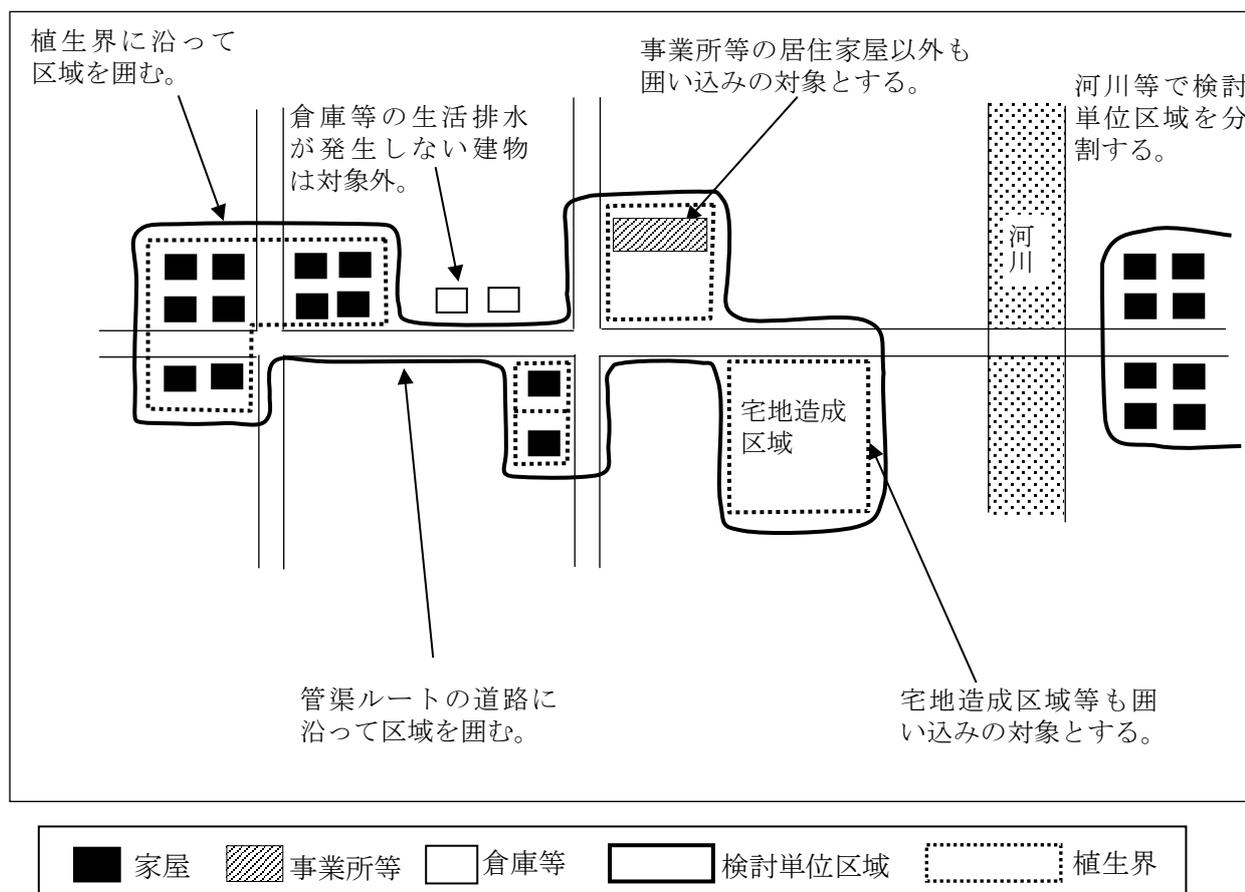 植生界に沿って
区域を囲む。
倉庫等の生活排水
が発生しない建物
は対象外。
事業所等の居住家屋以外も
囲い込みの対象とする。
河川等で検討
単位区域を分
割する。
河
川
宅地造成
区域
管渠ルートの道路に
沿って区域を囲む。
宅地造成区域等も囲
い込みの対象とする。
家屋
事業所等
倉庫等
検討単位区域
植生界